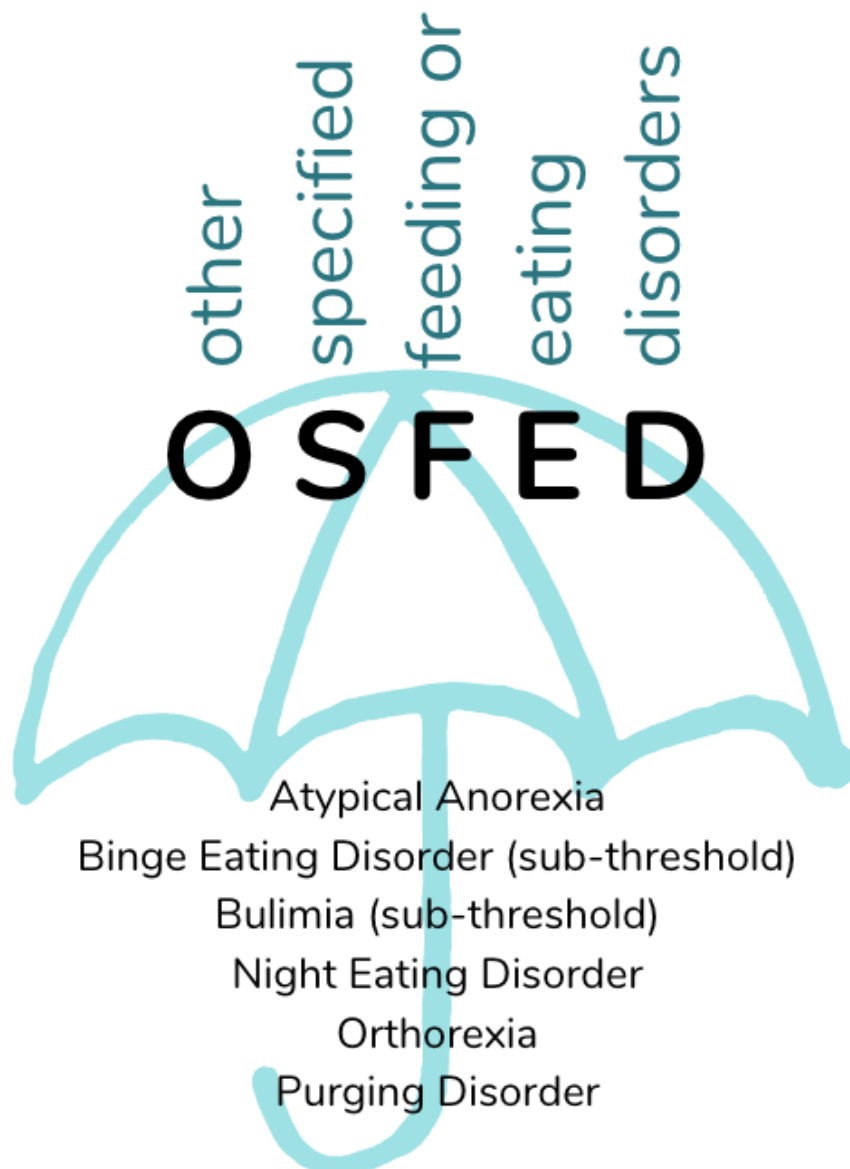 other
specified
feeding or
eating
disorders
OSFED
Atypical Anorexia
Binge Eating Disorder (sub-threshold)
Bulimia (sub-threshold)
Night Eating Disorder
Orthorexia
Purging Disorder